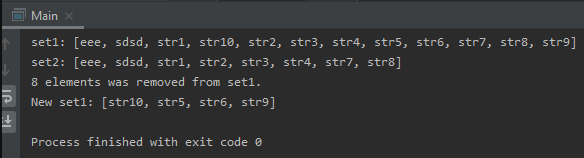 Main
set1: [eee, sdsd, str1, str10, str2, str3, str4, str5, str6, str7, str8, str9]
set2: [eee, sdsd, str1, str2, str3, str4, str7, str8]
8 elements was removed from set1.
New set1: [str10, str5, str6, str9]
Process finished with exit code 0